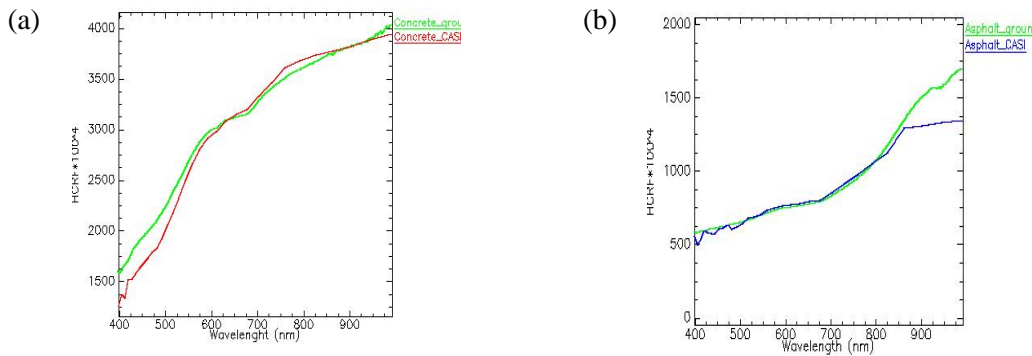 (a)
4000
3500
3000
2500
2000
1500
HCRF*100^4
400 500 600 700 800 900
Wavelenght (nm)
Concrete_grou
Concrete_CASI
(b)
2000
1500
1000
500
0
HCRF*100^4
400 500 600 700 800 900
Wavelength (nm)
Asphalt_groun
Asphalt_CASI